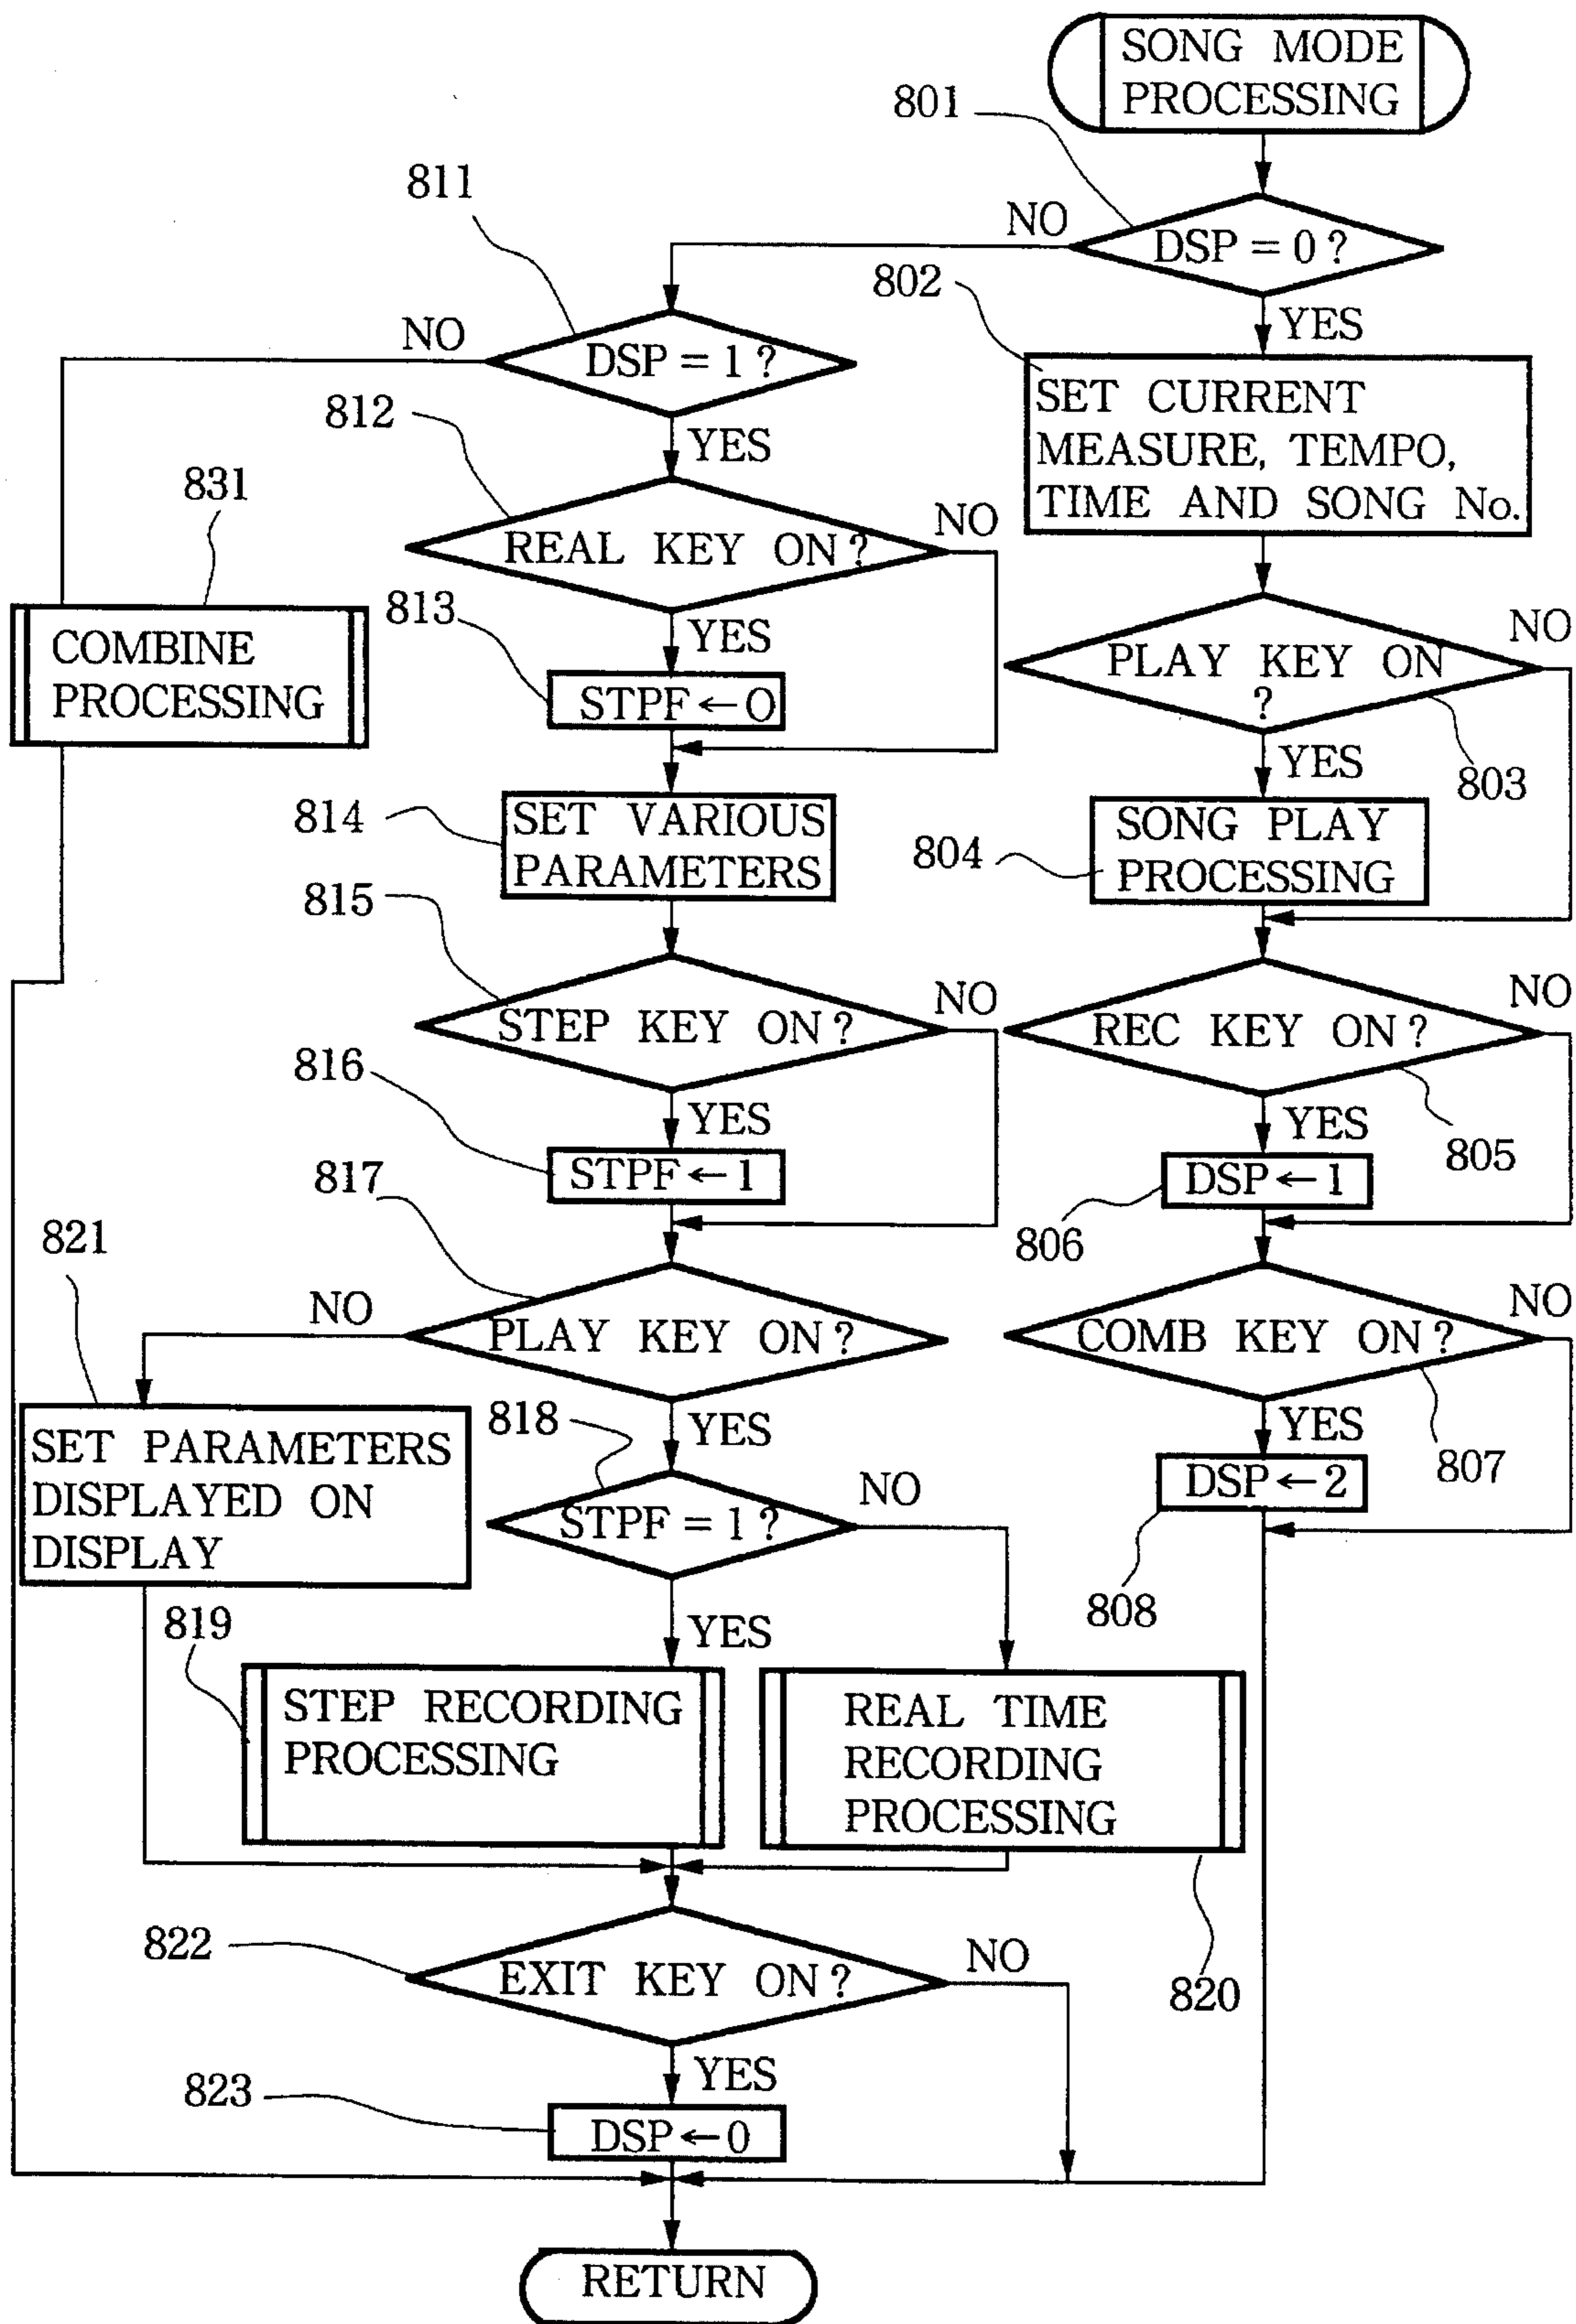 SONG MODE
PROCESSING
801
DSP = 0 ?
NO
YES
802
SET CURRENT
MEASURE, TEMPO,
TIME AND SONG No.
PLAY KEY ON
?
NO
YES
803
804
SONG PLAY
PROCESSING
REC KEY ON ?
NO
YES
805
DSP ← 1
806
COMB KEY ON ?
NO
YES
807
DSP ← 2
808
811
DSP = 1 ?
NO
YES
812
REAL KEY ON ?
NO
YES
813
STPF ← 0
831
COMBINE
PROCESSING
814
SET VARIOUS
PARAMETERS
815
STEP KEY ON ?
NO
YES
816
STPF ← 1
817
PLAY KEY ON ?
NO
YES
821
SET PARAMETERS
DISPLAYED ON
DISPLAY
818
STPF = 1 ?
NO
YES
819
STEP RECORDING
PROCESSING
REAL TIME
RECORDING
PROCESSING
820
822
EXIT KEY ON ?
NO
YES
823
DSP ← 0
RETURN